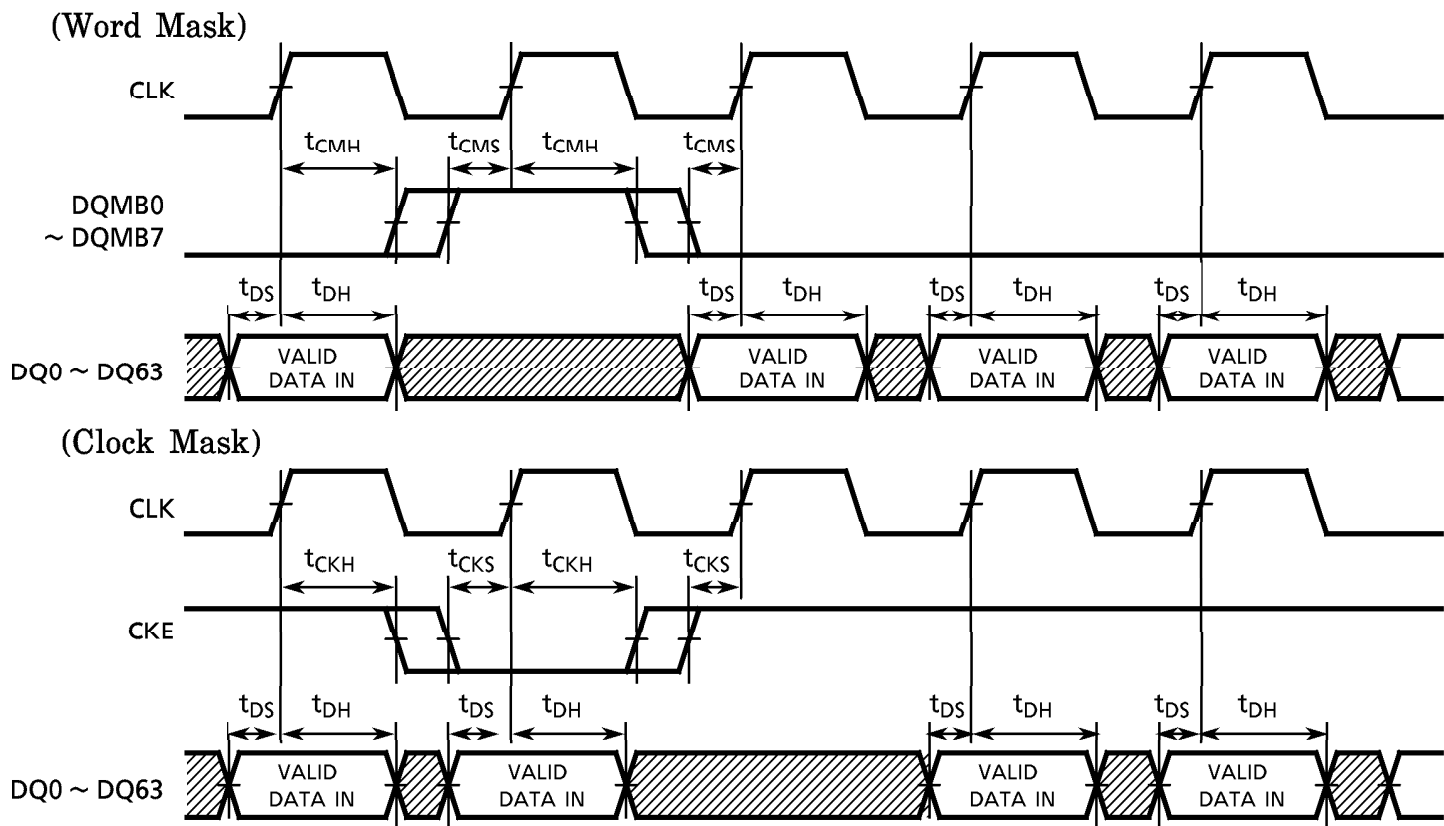 (Word Mask)
CLK
tCMH tCMS tCMH tCMS
DQMB0
~ DQMB7
tDS tDH tDS tDH tDS tDH tDS tDH
DQ0 ~ DQ63
VALID DATA IN
VALID DATA IN
VALID DATA IN
VALID DATA IN
(Clock Mask)
CLK
tCKH tCKS tCKH tCKS
CKE
tDS tDH tDS tDH tDS tDH tDS tDH
DQ0 ~ DQ63
VALID DATA IN
VALID DATA IN
VALID DATA IN
VALID DATA IN